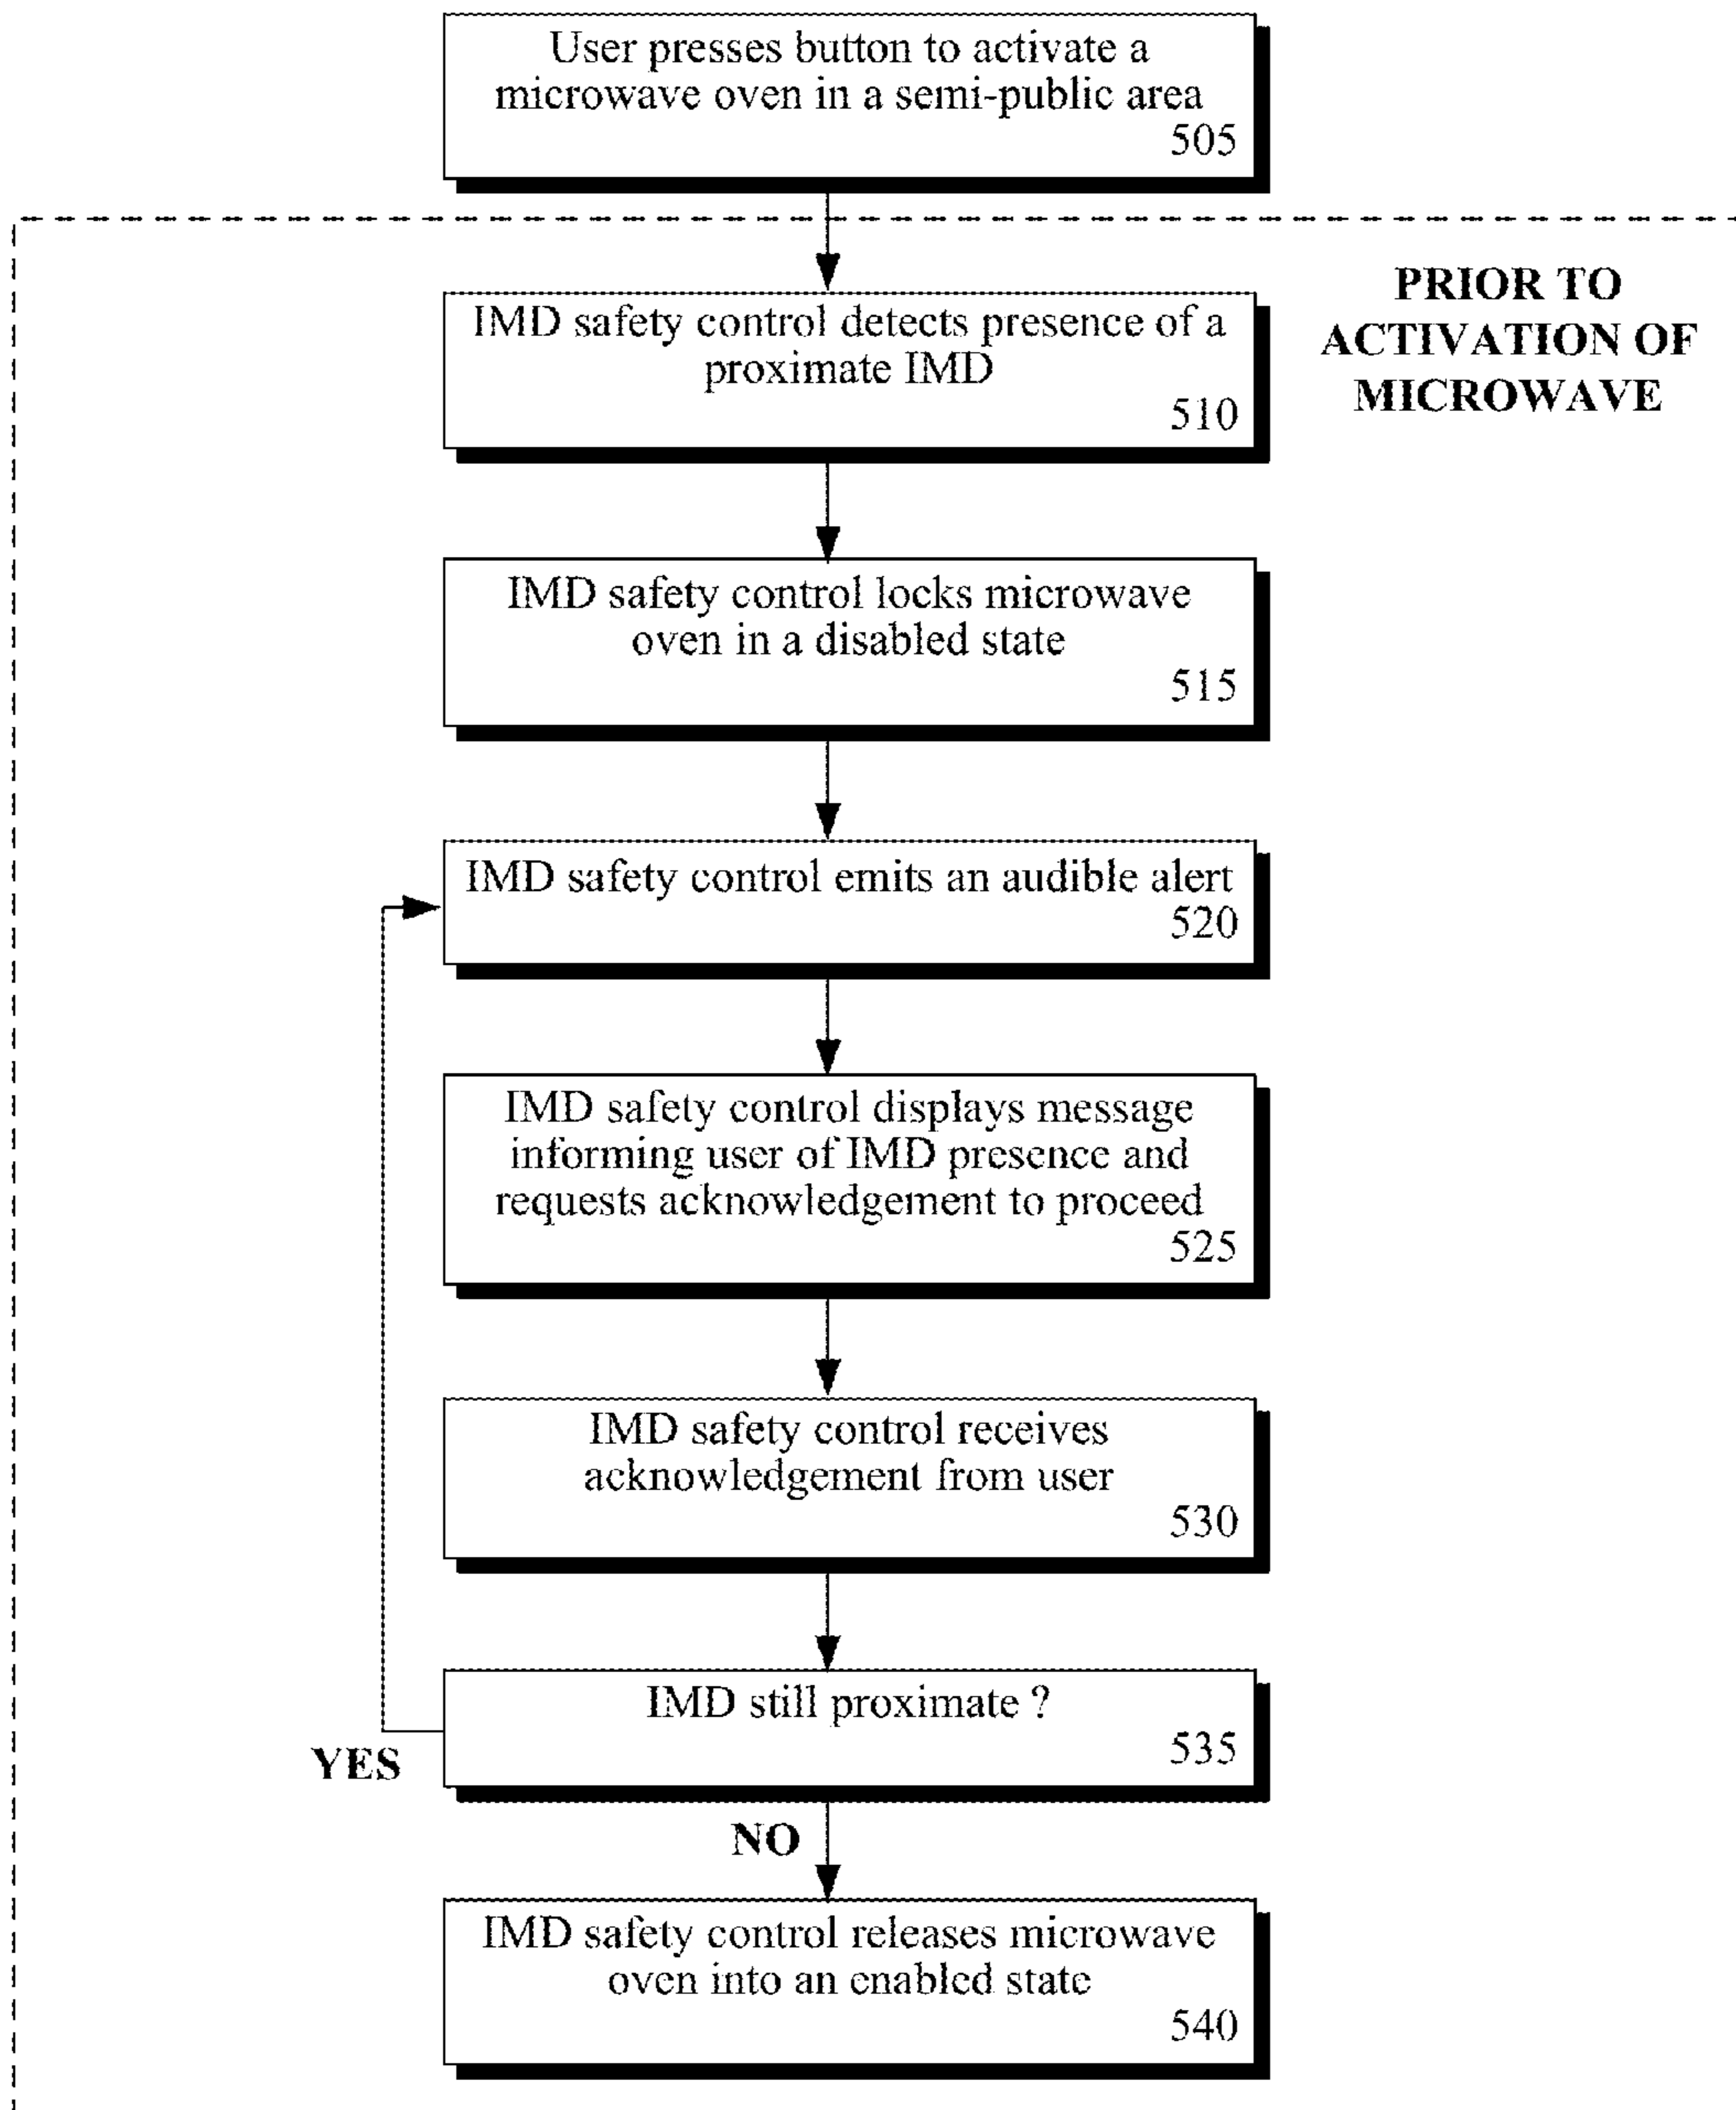 User presses button to activate a
microwave oven in a semi-public area
505
PRIOR TO
ACTIVATION OF
MICROWAVE
IMD safety control detects presence of a
proximate IMD
510
IMD safety control locks microwave
oven in a disabled state
515
IMD safety control emits an audible alert
520
IMD safety control displays message
informing user of IMD presence and
requests acknowledgement to proceed
525
IMD safety control receives
acknowledgement from user
530
IMD still proximate ?
535
YES
NO
IMD safety control releases microwave
oven into an enabled state
540